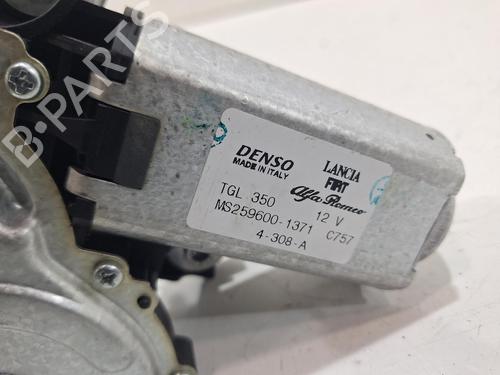 B-PARTS
DENSO
MADE IN ITALY
LANCIA
FIAT
Alfa Romeo
TGL 350
12 V
MS259600-1371
C757
4-308-A